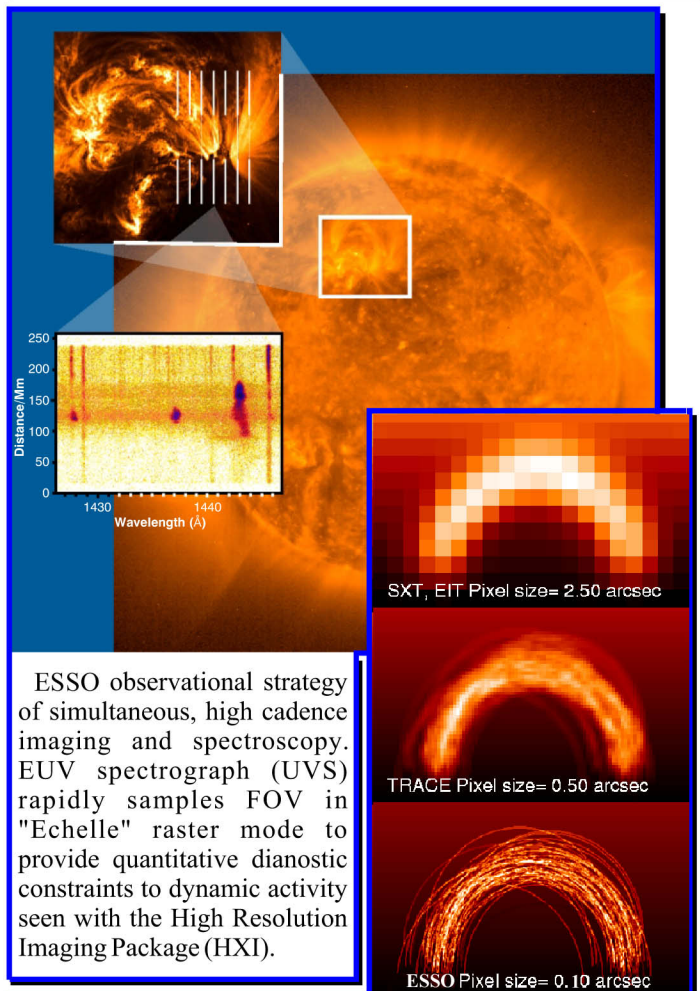 250
200
150
100
50
0
Distance/Mm
1430 1440
Wavelength (Å)
SXT, EIT Pixel size= 2.50 arcsec
TRACE Pixel size= 0.50 arcsec
ESSO Pixel size= 0.10 arcsec
ESSO observational strategy
of simultaneous, high cadence
imaging and spectroscopy.
EUV spectrograph (UVS)
rapidly samples FOV in
"Echelle" raster mode to
provide quantitative dianostic
constraints to dynamic activity
seen with the High Resolution
Imaging Package (HXI).